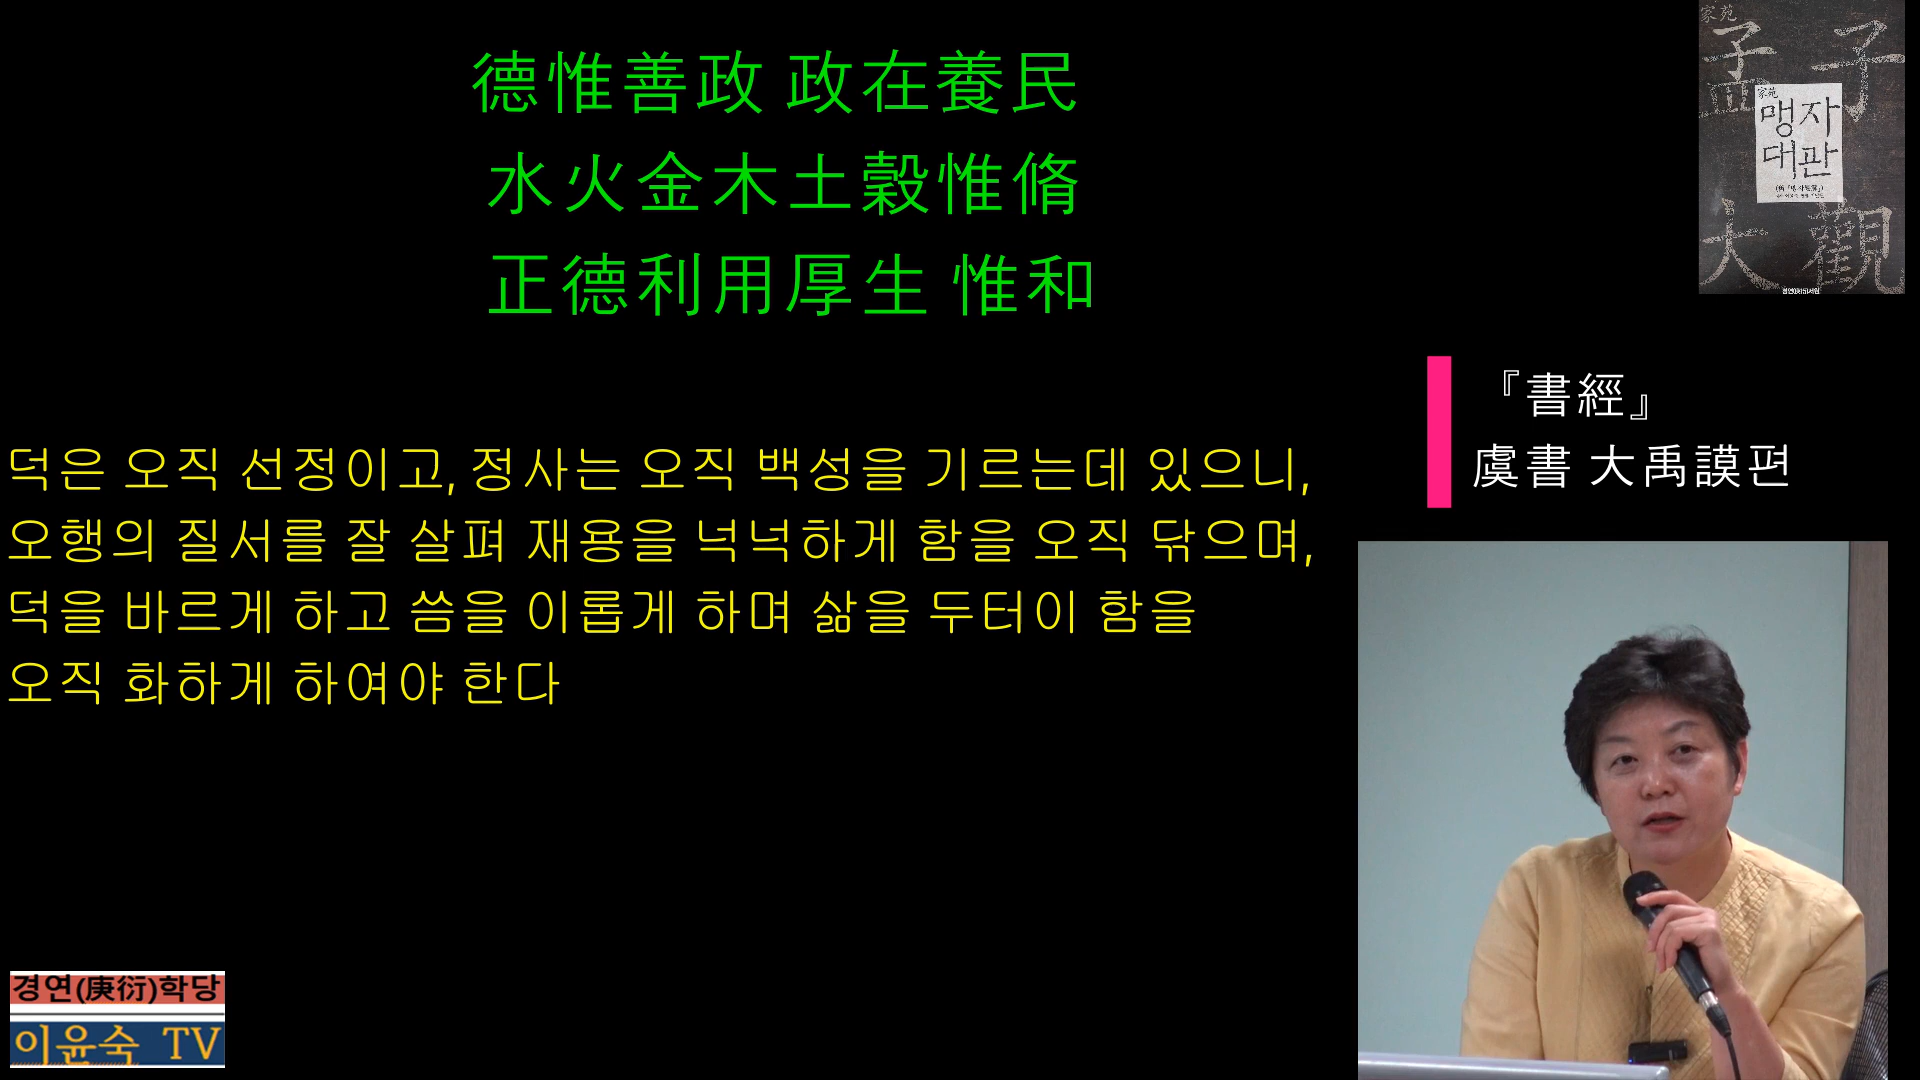 德惟善政 政在養民
水火金木土穀惟脩
正德利用厚生 惟和
덕은 오직 선정이고, 정사는 오직 백성을 기르는데 있으니,
오행의 질서를 잘 살펴 재용을 넉넉하게 함을 오직 닦으며,
덕을 바르게 하고 씀을 이롭게 하며 삶을 두터이 함을
오직 화하게 하여야 한다
家苑
孟子
家苑
맹자
대관
大觀
『書經』
虞書 大禹謨편
경연(庚衍)학당
이윤숙 TV